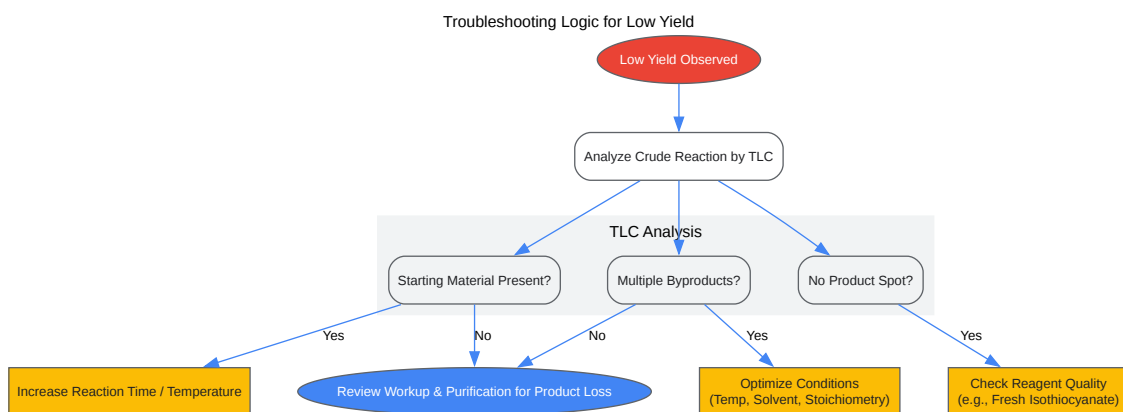 Troubleshooting Logic for Low Yield
Low Yield Observed
Analyze Crude Reaction by TLC
TLC Analysis
Starting Material Present?
Multiple Byproducts?
No Product Spot?
Yes
No
No
Yes
Yes
Increase Reaction Time / Temperature
Review Workup & Purification for Product Loss
Optimize Conditions
(Temp, Solvent, Stoichiometry)
Check Reagent Quality
(e.g., Fresh Isothiocyanate)